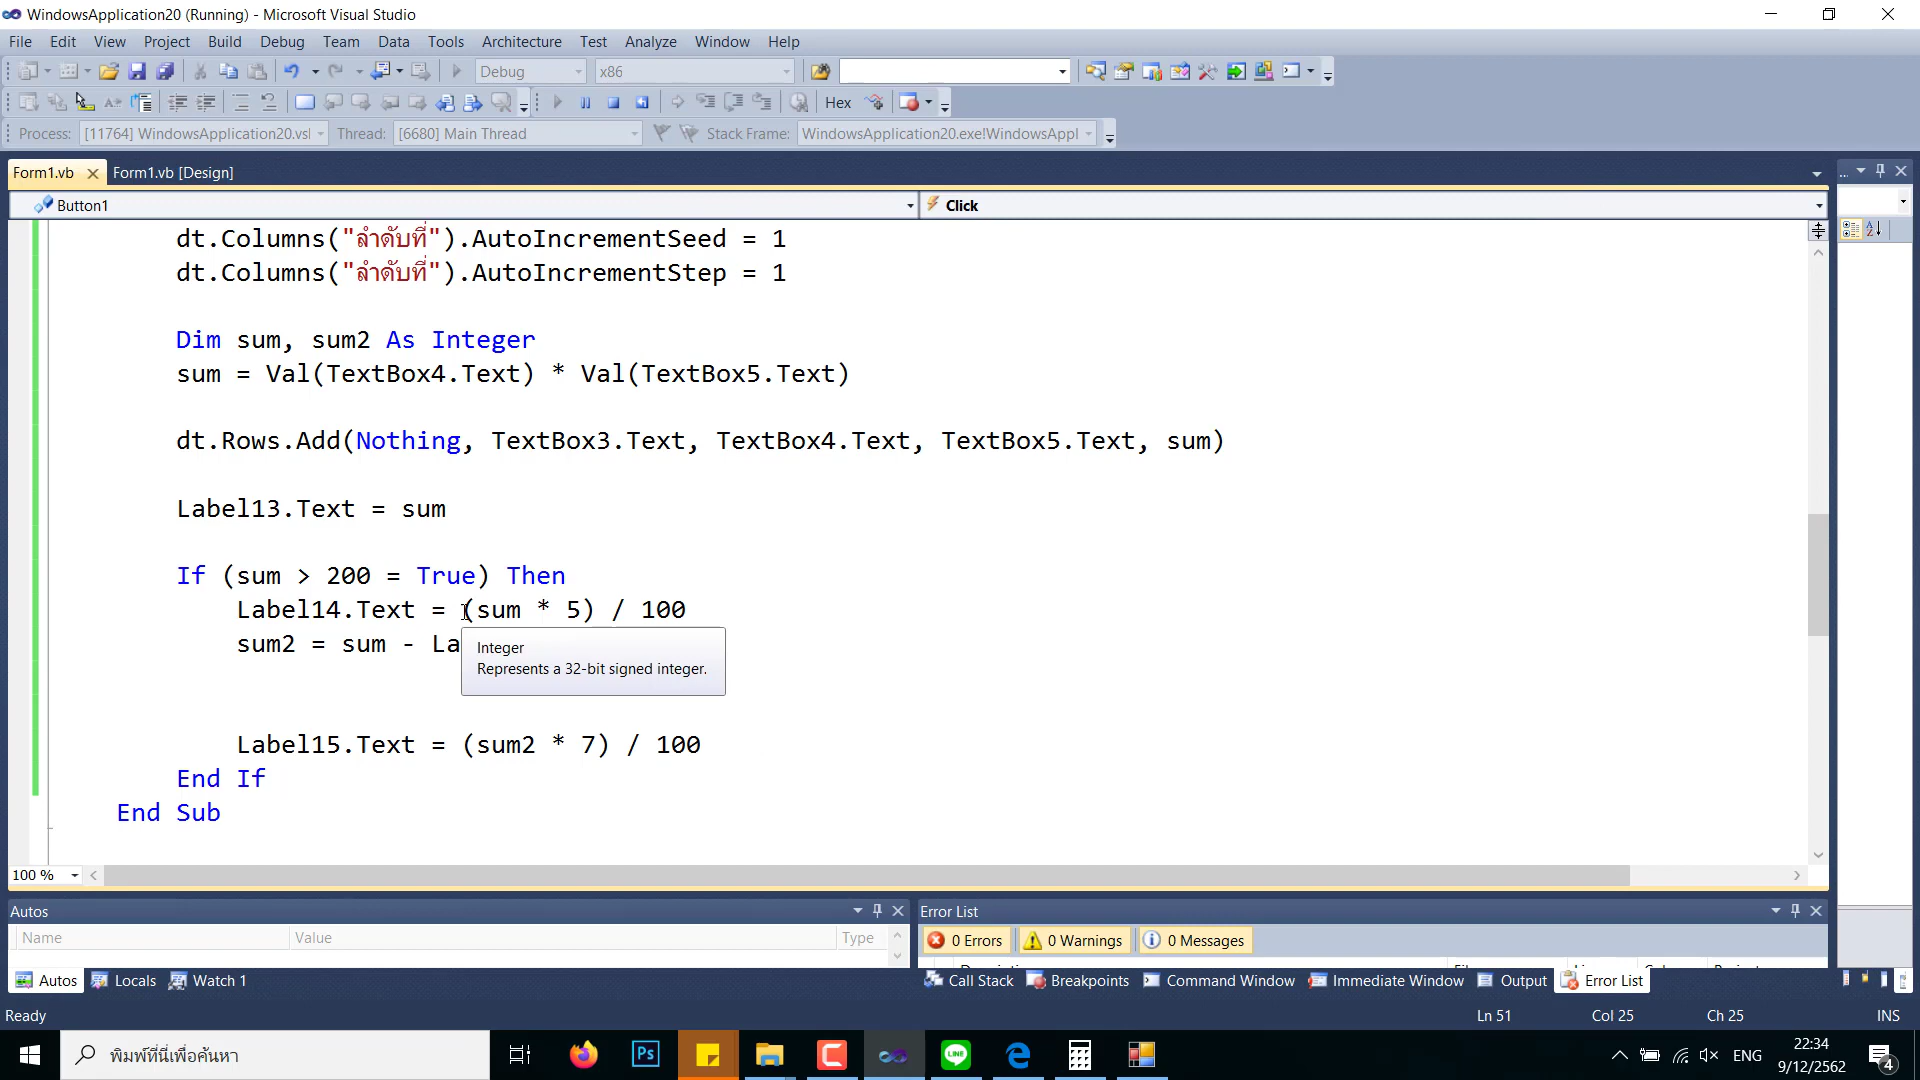 WindowsApplication20 (Running) - Microsoft Visual Studio
File Edit View Project Build Debug Team Data Tools Architecture Test Analyze Window Help
Debug x86
Hex
Process: [11764] WindowsApplication20.vsl Thread: [6680] Main Thread Stack Frame: WindowsApplication20.exe!WindowsAppl
Form1.vb Form1.vb [Design]
Button1 Click
dt.Columns("ลำดับที่").AutoIncrementSeed = 1
dt.Columns("ลำดับที่").AutoIncrementStep = 1
Dim sum, sum2 As Integer
sum = Val(TextBox4.Text) * Val(TextBox5.Text)
dt.Rows.Add(Nothing, TextBox3.Text, TextBox4.Text, TextBox5.Text, sum)
Label13.Text = sum
If (sum > 200 = True) Then
Label14.Text = (sum * 5) / 100
sum2 = sum - La
Integer
Represents a 32-bit signed integer.
Label15.Text = (sum2 * 7) / 100
End If
End Sub
100 %
Autos
Name Value Type
Error List
0 Errors 0 Warnings 0 Messages
Autos Locals Watch 1
Call Stack Breakpoints Command Window Immediate Window Output Error List
Ready Ln 51 Col 25 Ch 25 INS
พิมพ์ที่นี่เพื่อค้นหา
Ps
LINE
ENG
22:34
9/12/2562
4